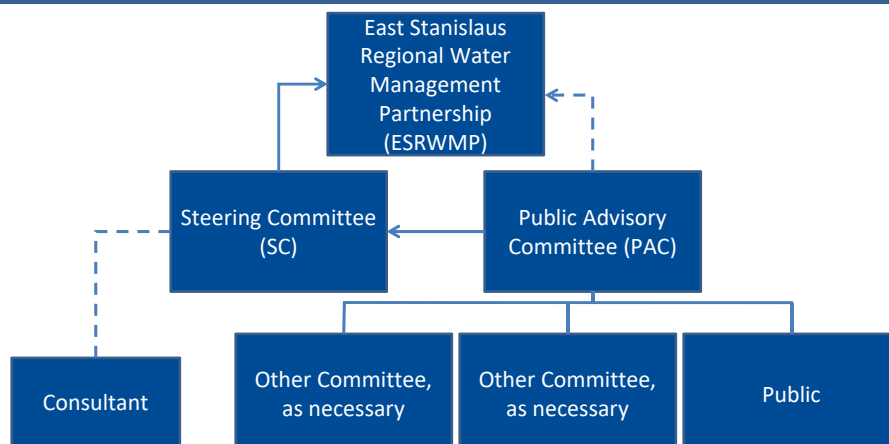 East Stanislaus
Regional Water
Management
Partnership
(ESRWMP)
Steering Committee
(SC)
Public Advisory
Committee (PAC)
Consultant
Other Committee,
as necessary
Other Committee,
as necessary
Public